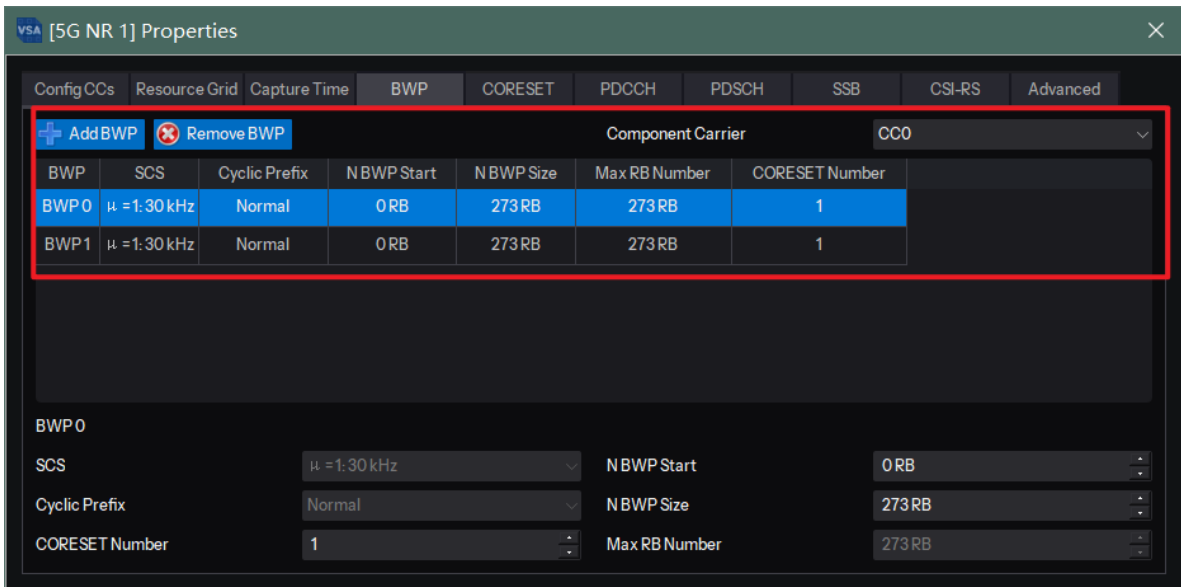 VSA [5G NR 1] Properties
Config CCs Resource Grid Capture Time BWP CORESET PDCCH PDSCH SSB CSI-RS Advanced
Add BWP Remove BWP Component Carrier CC0
BWP SCS Cyclic Prefix N BWP Start N BWP Size Max RB Number CORESET Number
BWP 0 μ =1: 30 kHz Normal 0 RB 273 RB 273 RB 1
BWP 1 μ =1: 30 kHz Normal 0 RB 273 RB 273 RB 1
BWP 0
SCS μ =1: 30 kHz N BWP Start 0 RB
Cyclic Prefix Normal N BWP Size 273 RB
CORESET Number 1 Max RB Number 273 RB